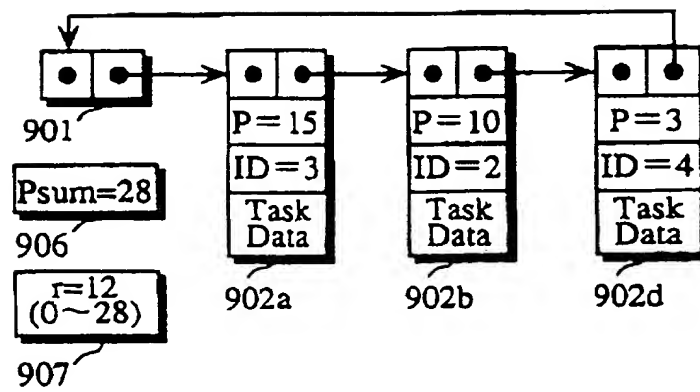 901
P=15
ID=3
Task
Data
902a
P=10
ID=2
Task
Data
902b
P=3
ID=4
Task
Data
902d
Psum=28
906
r=12
(0~28)
907